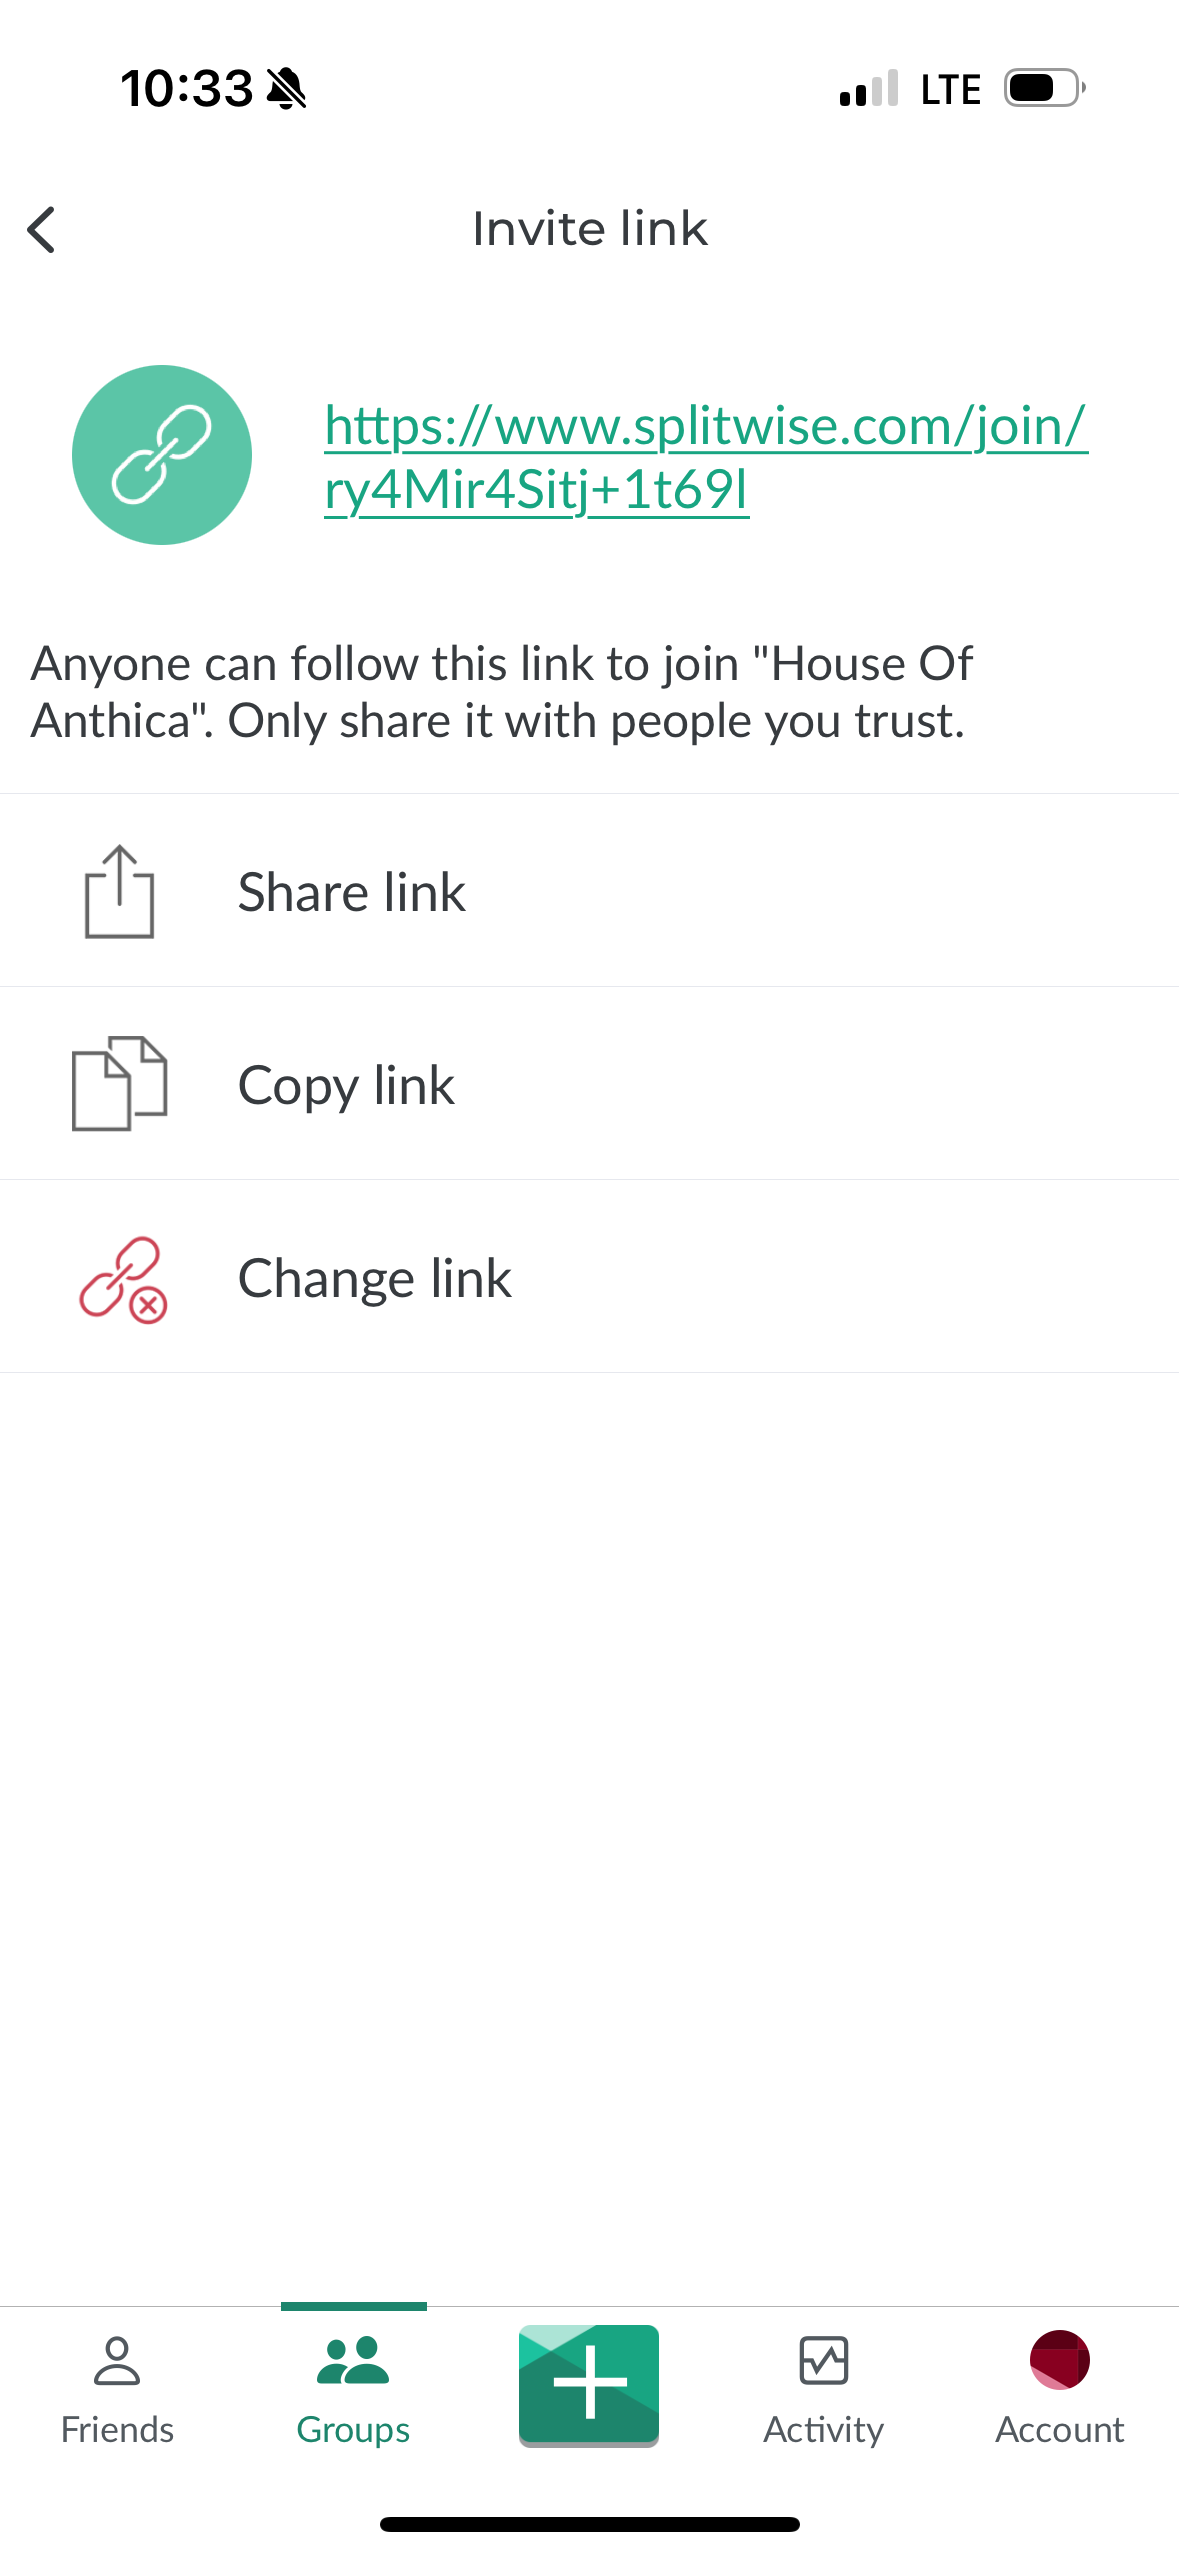 10:33
LTE
Invite link
https://www.splitwise.com/join/
ry4Mir4Sitj+1t69l
Anyone can follow this link to join "House Of
Anthica". Only share it with people you trust.
Share link
Copy link
Change link
Friends
Groups
Activity
Account